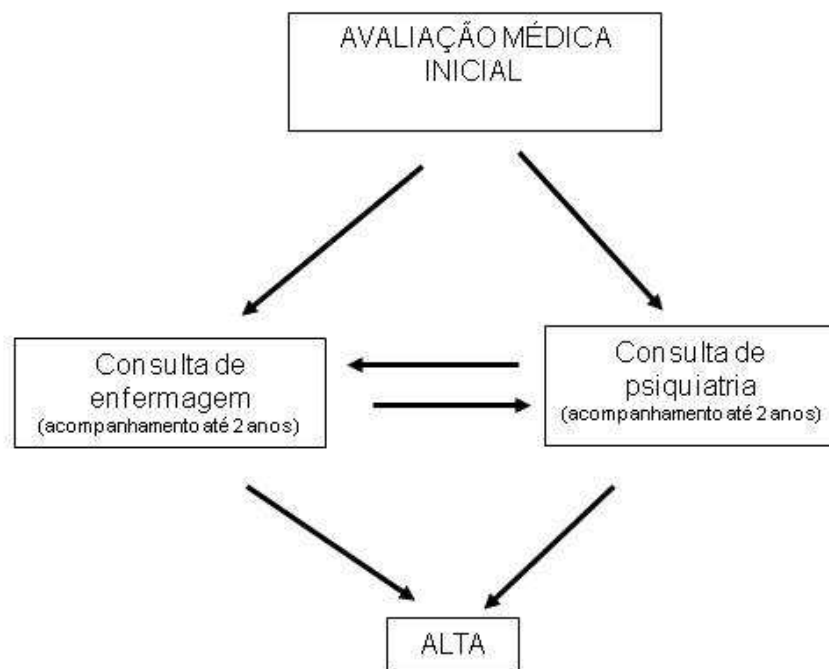 AVALIAÇÃO MÉDICA
INICIAL
Consulta de
enfermagem
(acompanhamento até 2 anos)
Consulta de
psiquiatria
(acompanhamento até 2 anos)
ALTA